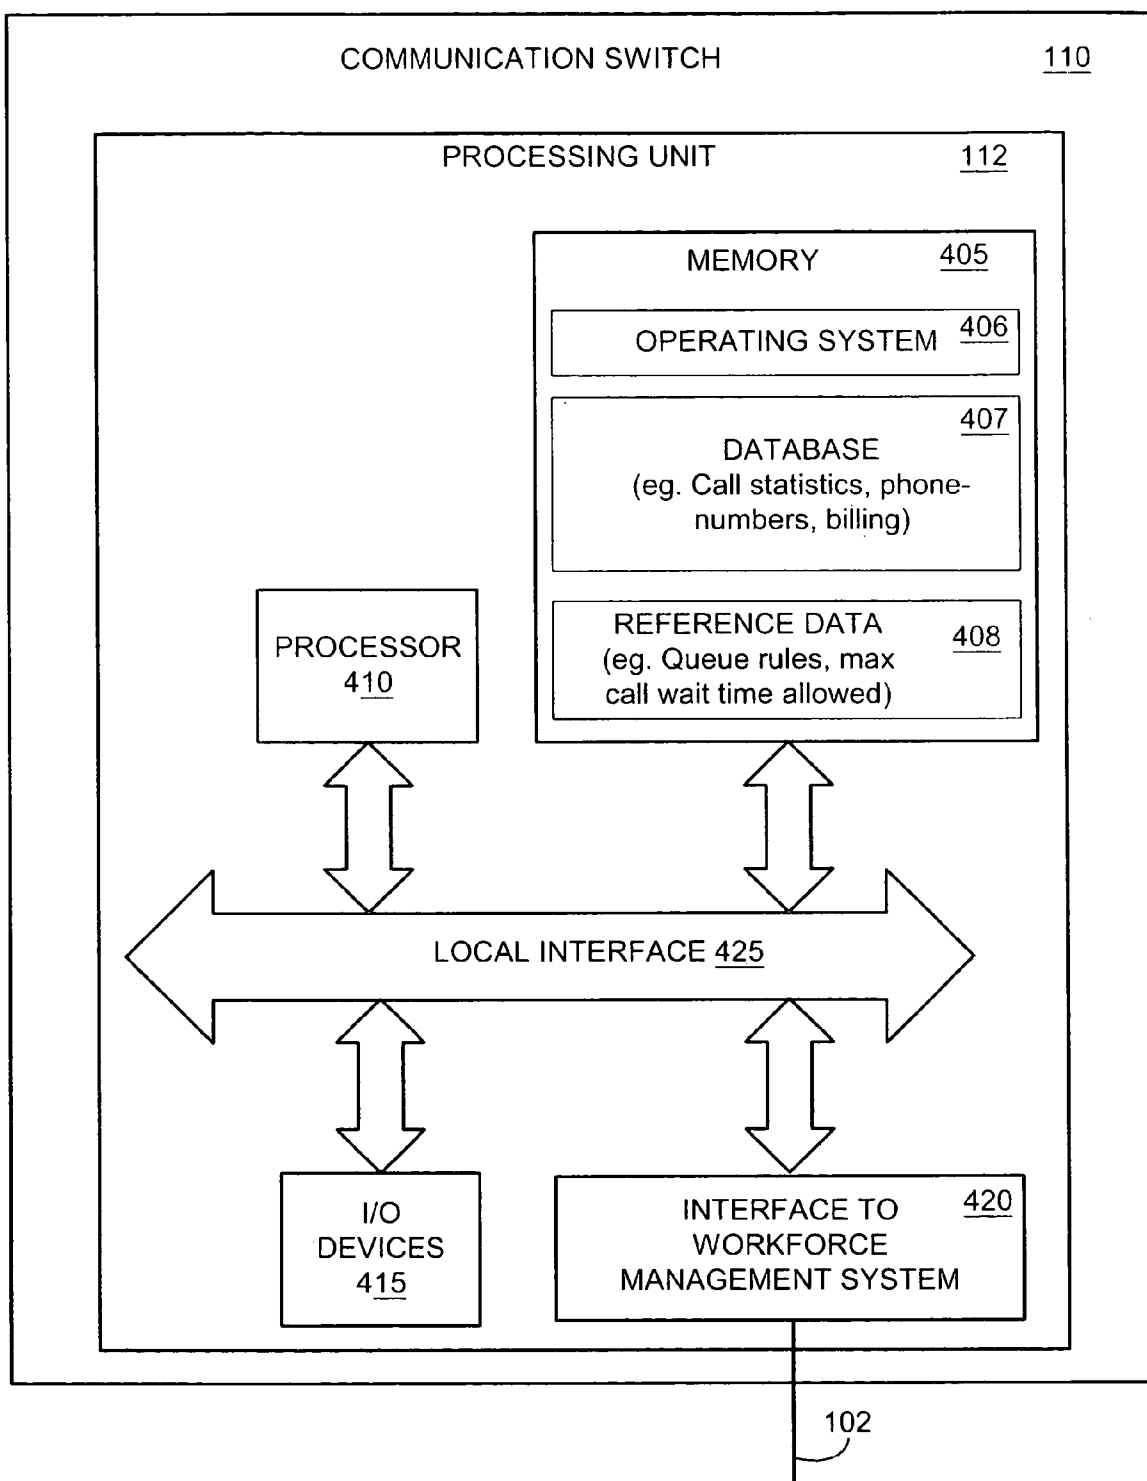 COMMUNICATION SWITCH 110
PROCESSING UNIT 112
MEMORY 405
OPERATING SYSTEM 406
407
DATABASE
(eg. Call statistics, phone-
numbers, billing)
REFERENCE DATA
(eg. Queue rules, max 408
call wait time allowed)
PROCESSOR
410
LOCAL INTERFACE 425
I/O
DEVICES
415
INTERFACE TO 420
WORKFORCE
MANAGEMENT SYSTEM
102